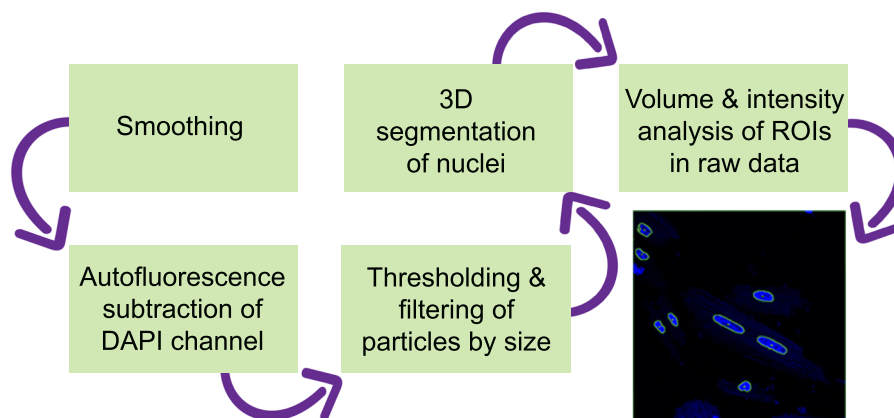 Smoothing
Autofluorescence
subtraction of
DAPI channel
Thresholding &
filtering of
particles by size
3D
segmentation
of nuclei
Volume & intensity
analysis of ROIs
in raw data